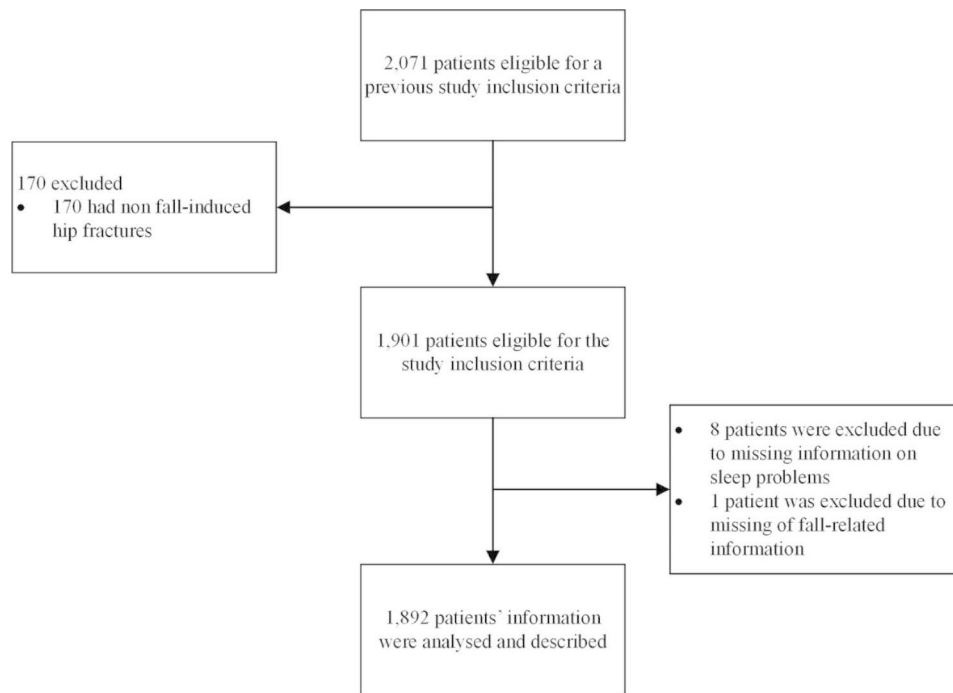 2,071 patients eligible for a
previous study inclusion criteria
170 excluded
• 170 had non fall-induced
hip fractures
1,901 patients eligible for the
study inclusion criteria
• 8 patients were excluded due
to missing information on
sleep problems
• 1 patient was excluded due to
missing of fall-related
information
1,892 patients' information
were analysed and described